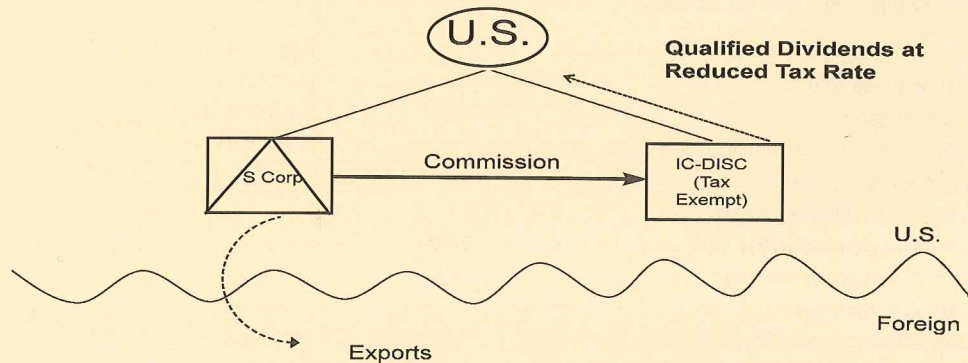 U.S.
Qualified Dividends at
Reduced Tax Rate
S Corp
Commission
IC-DISC
(Tax
Exempt)
U.S.
Foreign
Exports